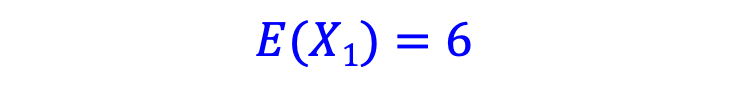 E(X₁) = 6